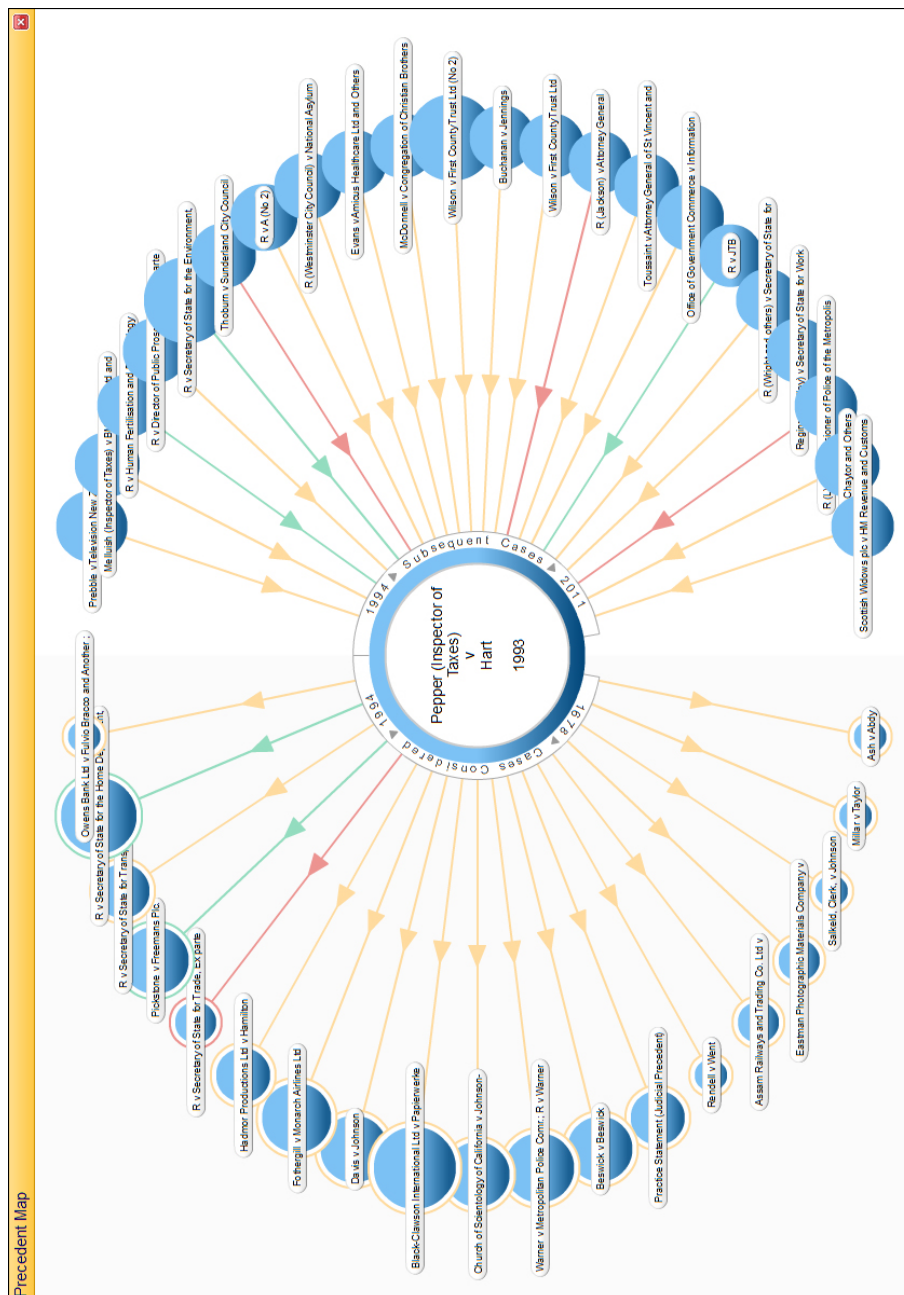 Precedent Map
Prebble v Television New Z
Melluish (Inspector of Taxes) v BM
d and
R v Human Fertilisation and
gy
R v Director of Public Pros
arte
R v Secretary of State for the Environment,
Thoburn v Sunderland City Council
R v A (No 2)
R (Westminster City Council) v National Asylum
Evans v Amicus Healthcare Ltd and Others
McDonnell v Congregation of Christian Brothers
Wilson v First County Trust Ltd (No 2)
Buchanan v Jennings
Wilson v First County Trust Ltd
R (Jackson) v Attorney General
Toussaint v Attorney General of St Vincent and
Office of Government Commerce v Information
R v JTB
R (Wright and others) v Secretary of State for
Regin
y) v Secretary of State for Work
R (L
ioner of Police of the Metropolis
Chaytor and Others
Scottish Widows plc v HM Revenue and Customs
1994 Subsequent Cases 2011
Pepper (Inspector of
Taxes)
v
Hart
1993
1994 Cases Considered 1678
Owens Bank Ltd v Fulvio Bracco and Another ;
R v Secretary of State for the Home De
nt,
R v Secretary of State for Trans
Pickstone v Freemans Plc.
R v Secretary of State for Trade, Ex parte
Hadmor Productions Ltd v Hamilton
Fothergill v Monarch Airlines Ltd
Davis v Johnson
Black-Clawson International Ltd v Papierwerke
Church of Scientology of California v Johnson-
Warner v Metropolitan Police Comr.; R v Warner
Beswick v Beswick
Practice Statement (Judicial Precedent)
Rendell v Went
Assam Railways and Trading Co. Ltd v
Eastman Photographic Materials Company v
Salkeld, Clerk, v Johnson
Millar v Taylor
Ash v Abdy